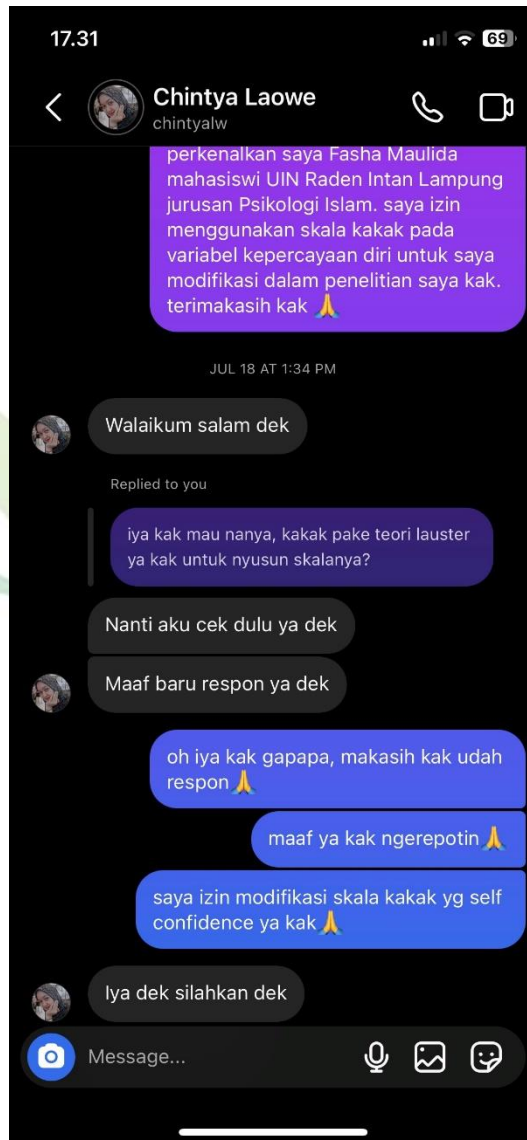 17.31
69
Chintya Laowe
chintyalw
perkenalkan saya Fasha Maulida
mahasiswi UIN Raden Intan Lampung
jurusan Psikologi Islam. saya izin
menggunakan skala kakak pada
variabel kepercayaan diri untuk saya
modifikasi dalam penelitian saya kak.
terimakasih kak 🙏
JUL 18 AT 1:34 PM
Walaikum salam dek
Replied to you
iya kak mau nanya, kakak pake teori lauster
ya kak untuk nyusun skalanya?
Nanti aku cek dulu ya dek
Maaf baru respon ya dek
oh iya kak gapapa, makasih kak udah
respon🙏
maaf ya kak ngerepotin🙏
saya izin modifikasi skala kakak yg self
confidence ya kak🙏
Iya dek silahkan dek
Message...